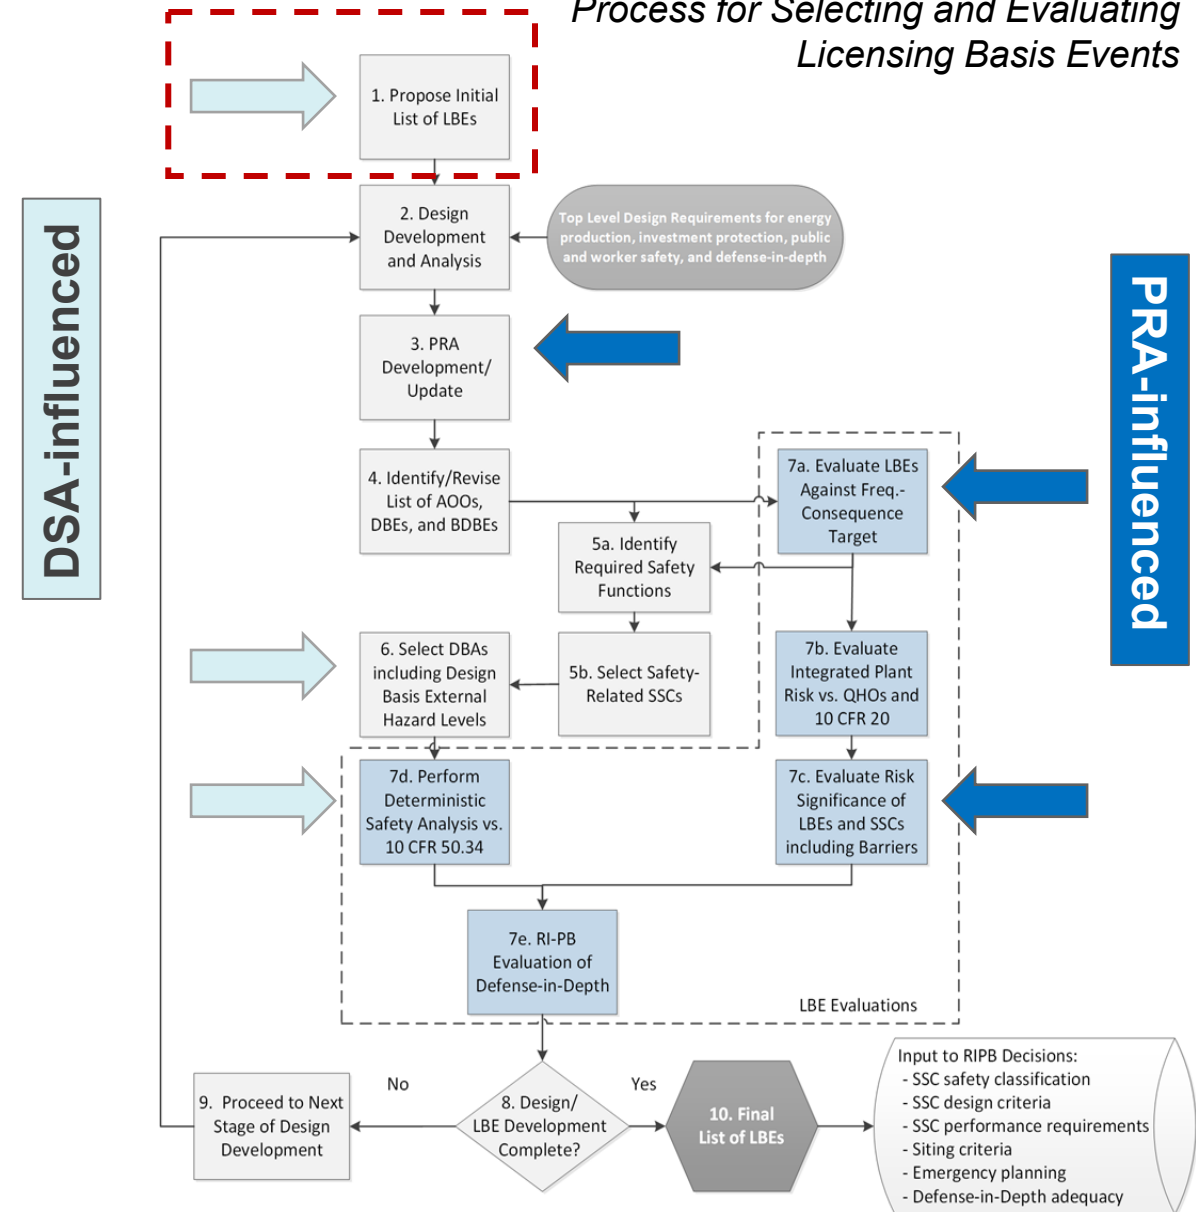 Process for Selecting and Evaluating
Licensing Basis Events
1. Propose Initial
List of LBEs
DSA-influenced
2. Design
Development
and Analysis
Top Level Design Requirements for energy
production, investment protection, public
and worker safety, and defense-in-depth
PRA-influenced
3. PRA
Development/
Update
4. Identify/Revise
List of AOOs,
DBEs, and BDBEs
7a. Evaluate LBEs
Against Freq.-
Consequence
Target
5a. Identify
Required Safety
Functions
6. Select DBAs
including Design
Basis External
Hazard Levels
5b. Select Safety-
Related SSCs
7b. Evaluate
Integrated Plant
Risk vs. QHOs and
10 CFR 20
7d. Perform
Deterministic
Safety Analysis vs.
10 CFR 50.34
7c. Evaluate Risk
Significance of
LBEs and SSCs
including Barriers
7e. RI-PB
Evaluation of
Defense-in-Depth
LBE Evaluations
9. Proceed to Next
Stage of Design
Development
No
8. Design/
LBE Development
Complete?
Yes
10. Final
List of LBEs
Input to RIPB Decisions:
- SSC safety classification
- SSC design criteria
- SSC performance requirements
- Siting criteria
- Emergency planning
- Defense-in-Depth adequacy